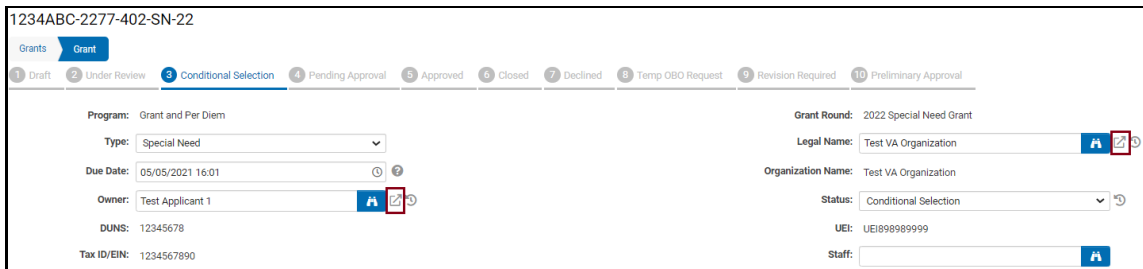 1234ABC-2277-402-SN-22
Grants Grant
1 Draft 2 Under Review 3 Conditional Selection 4 Pending Approval 5 Approved 6 Closed 7 Declined 8 Temp OBO Request 9 Revision Required 10 Preliminary Approval
Program: Grant and Per Diem Grant Round: 2022 Special Need Grant
Type: Special Need Legal Name: Test VA Organization
Due Date: 05/05/2021 16:01 ? Organization Name: Test VA Organization
Owner: Test Applicant 1 Status: Conditional Selection
DUNS: 12345678 UEI: UEI898989999
Tax ID/EIN: 1234567890 Staff: